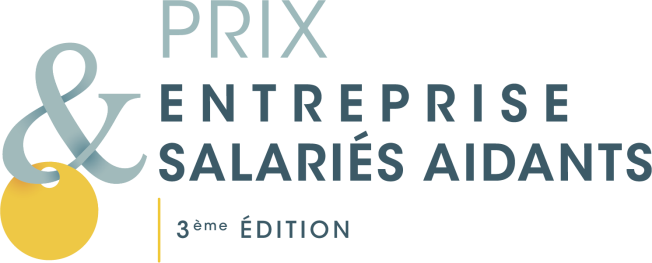 PRIX
& ENTREPRISE
SALARIÉS AIDANTS
3ème ÉDITION